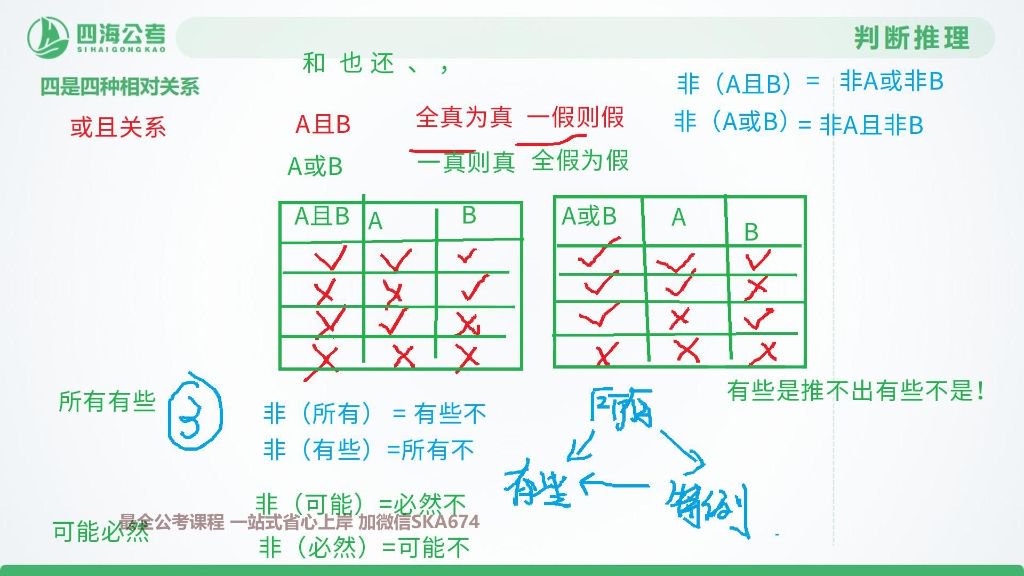 四海公考
SIHAIGONGKAO
判断推理
和 也 还 、 ，
四是四种相对关系
非（A且B）= 非A或非B
或且关系
A且B 全真为真 一假则假
非（A或B）= 非A且非B
A或B 一真则真 全假为假
A且B A B
✓ ✓ ✓
✗ ✗ ✓
✗ ✓ ✗
✗ ✗ ✗
A或B A B
✓ ✓ ✓
✓ ✓ ✗
✓ ✗ ✓
✗ ✗ ✗
所有有些 3
非（所有）= 有些不
非（有些）=所有不
有些是推不出有些不是！
所有
有些
特例
非（可能）=必然不
可能必然
最全公考课程 一站式省心上岸 加微信SKA674
非（必然）=可能不